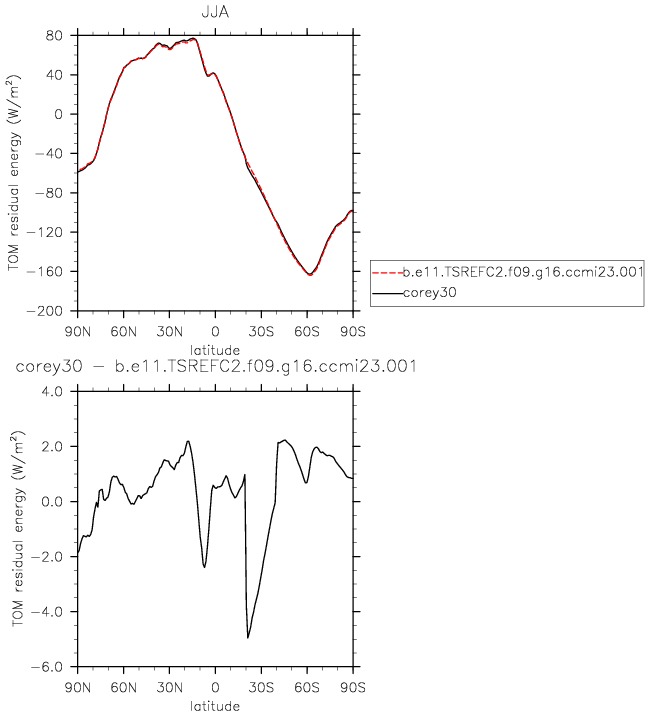 JJA
TOM residual energy (W/m²)
80
40
0
−40
−80
−120
−160
−200
90N 60N 30N 0 30S 60S 90S
latitude
b.e11.TSREFC2.f09.g16.ccmi23.001
corey30
corey30 − b.e11.TSREFC2.f09.g16.ccmi23.001
TOM residual energy (W/m²)
4.0
2.0
0.0
−2.0
−4.0
−6.0
90N 60N 30N 0 30S 60S 90S
latitude